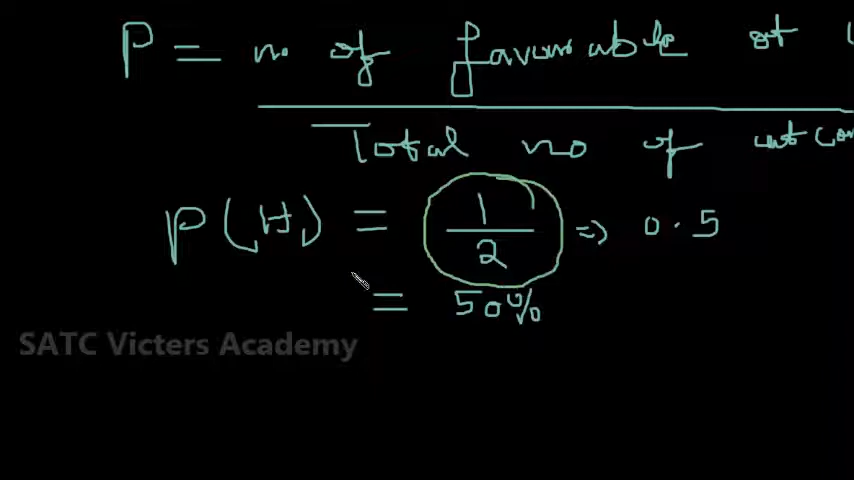 P = no of favourable
Total no of
P(H) = 1/2 ⇒ 0.5
= 50%
SATC Victers Academy